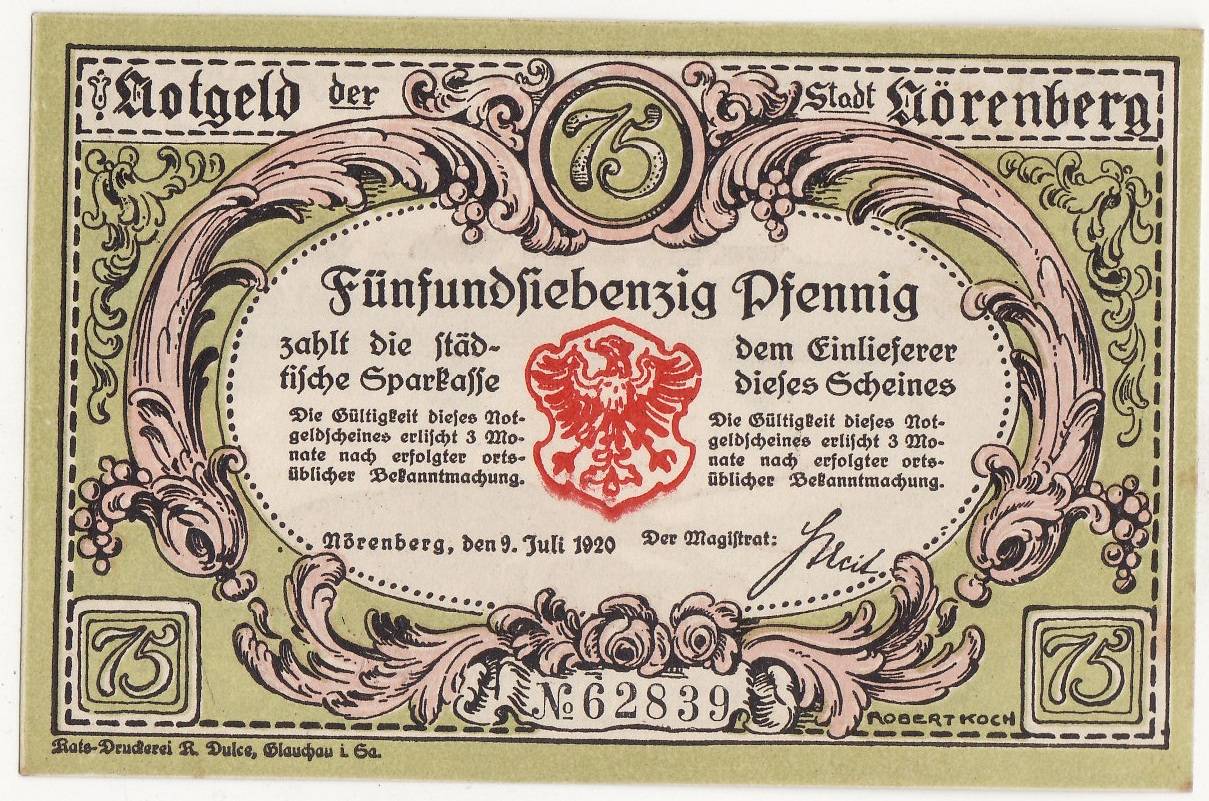 Notgeld der Stadt Nörenberg
75
Fünfundsiebenzig Pfennig
zahlt die städ-
tische Sparkasse
dem Einlieferer
dieses Scheines
Die Gültigkeit dieses Not-
geldscheines erlischt 3 Mo-
nate nach erfolgter orts-
üblicher Bekanntmachung.
Die Gültigkeit dieses Not-
geldscheines erlischt 3 Mo-
nate nach erfolgter orts-
üblicher Bekanntmachung.
Nörenberg, den 9. Juli 1920 Der Magistrat:
75
75
№ 62839
ROBERT KOCH
Rats-Druckerei R. Dulce, Glauchau i. Sa.